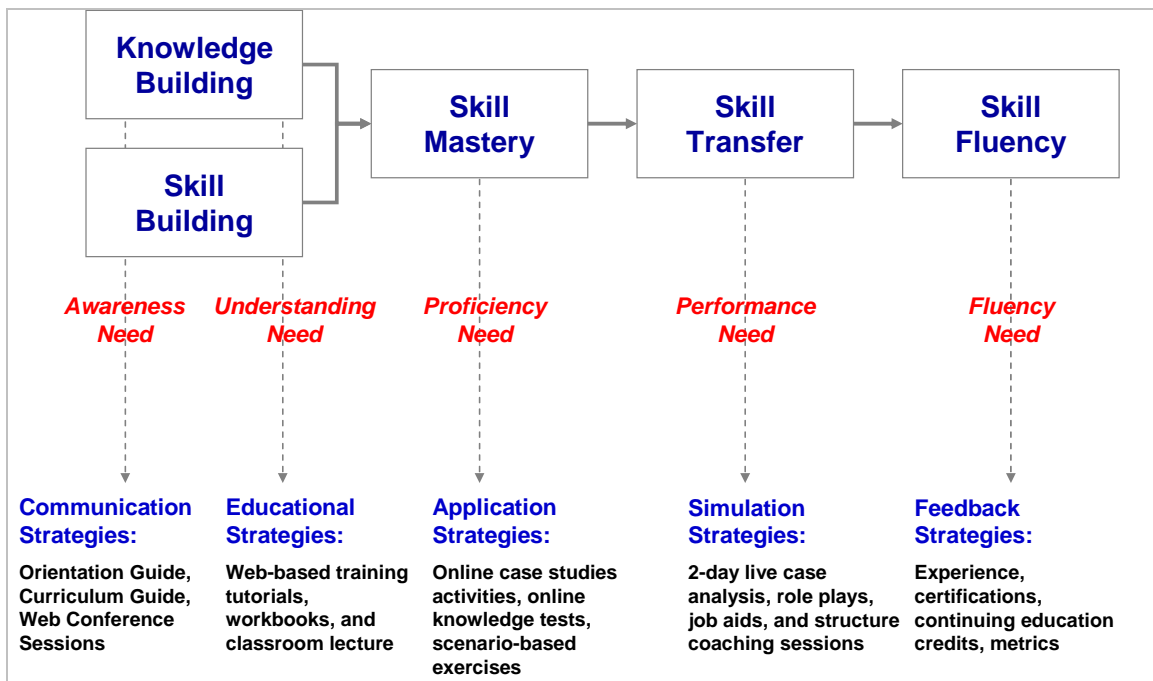 Knowledge
Building
Skill
Building
Skill
Mastery
Skill
Transfer
Skill
Fluency
Awareness
Need
Understanding
Need
Proficiency
Need
Performance
Need
Fluency
Need
Communication
Strategies:
Orientation Guide,
Curriculum Guide,
Web Conference
Sessions
Educational
Strategies:
Web-based training
tutorials,
workbooks, and
classroom lecture
Application
Strategies:
Online case studies
activities, online
knowledge tests,
scenario-based
exercises
Simulation
Strategies:
2-day live case
analysis, role plays,
job aids, and structure
coaching sessions
Feedback
Strategies:
Experience,
certifications,
continuing education
credits, metrics